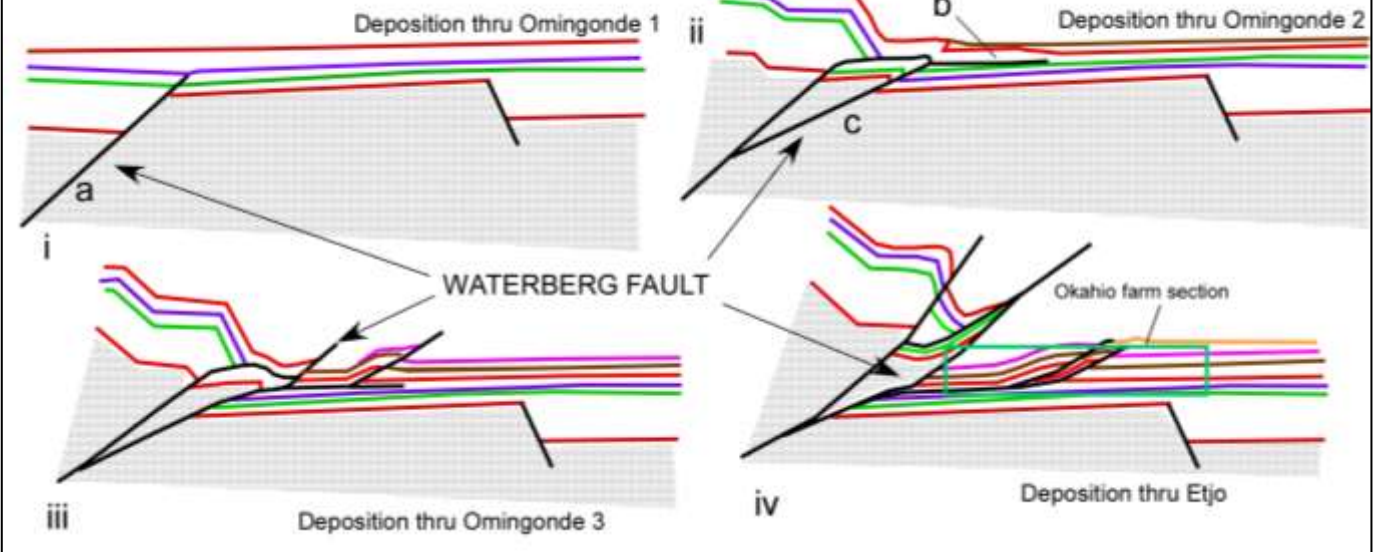 Deposition thru Omingonde 1
a
i
b
ii
Deposition thru Omingonde 2
c
WATERBERG FAULT
iii
Deposition thru Omingonde 3
Okahio farm section
iv
Deposition thru Etjo